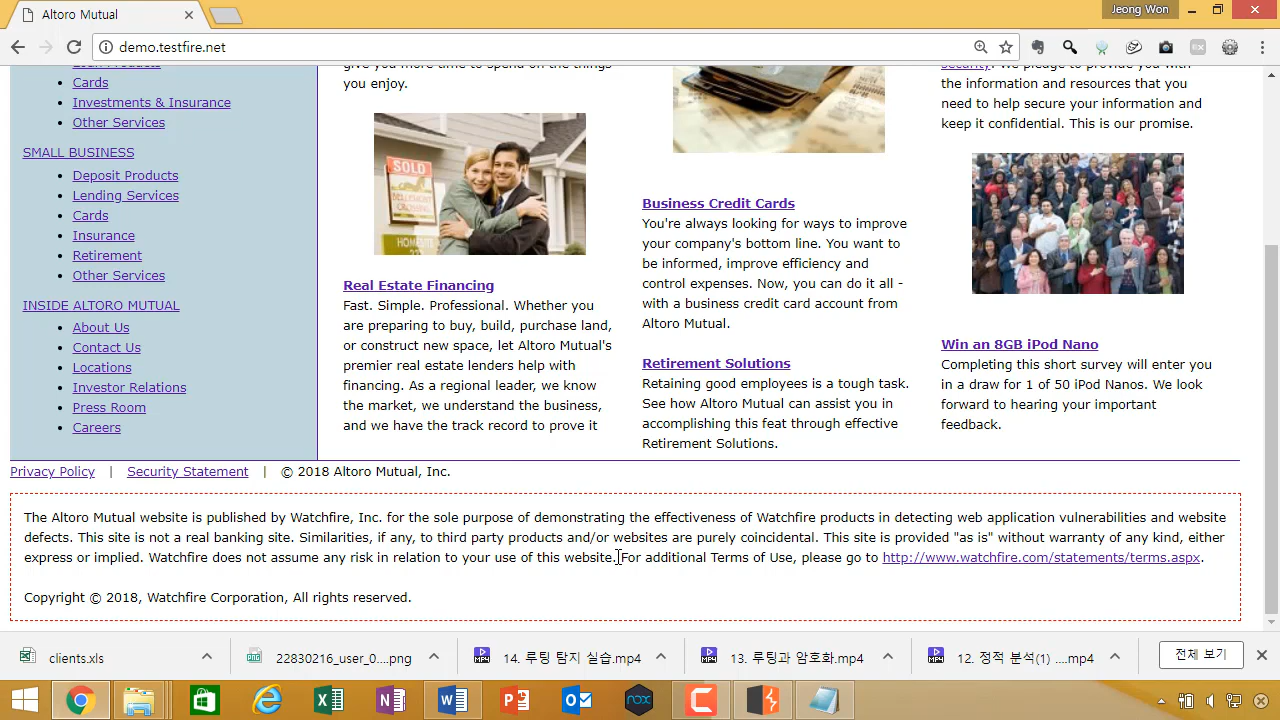 Altoro Mutual
Jeong Won
demo.testfire.net
Cards
Investments & Insurance
Other Services
SMALL BUSINESS
Deposit Products
Lending Services
Cards
Insurance
Retirement
Other Services
INSIDE ALTORO MUTUAL
About Us
Contact Us
Locations
Investor Relations
Press Room
Careers
give you more time to spend on the things
you enjoy.
SOLD
Real Estate Financing
Fast. Simple. Professional. Whether you
are preparing to buy, build, purchase land,
or construct new space, let Altoro Mutual's
premier real estate lenders help with
financing. As a regional leader, we know
the market, we understand the business,
and we have the track record to prove it
Business Credit Cards
You're always looking for ways to improve
your company's bottom line. You want to
be informed, improve efficiency and
control expenses. Now, you can do it all -
with a business credit card account from
Altoro Mutual.
Retirement Solutions
Retaining good employees is a tough task.
See how Altoro Mutual can assist you in
accomplishing this feat through effective
Retirement Solutions.
security. We pledge to provide you with
the information and resources that you
need to help secure your information and
keep it confidential. This is our promise.
Win an 8GB iPod Nano
Completing this short survey will enter you
in a draw for 1 of 50 iPod Nanos. We look
forward to hearing your important
feedback.
Privacy Policy | Security Statement | © 2018 Altoro Mutual, Inc.
The Altoro Mutual website is published by Watchfire, Inc. for the sole purpose of demonstrating the effectiveness of Watchfire products in detecting web application vulnerabilities and website
defects. This site is not a real banking site. Similarities, if any, to third party products and/or websites are purely coincidental. This site is provided "as is" without warranty of any kind, either
express or implied. Watchfire does not assume any risk in relation to your use of this website. For additional Terms of Use, please go to http://www.watchfire.com/statements/terms.aspx.
Copyright © 2018, Watchfire Corporation, All rights reserved.
clients.xls
22830216_user_0....png
14. 루팅 탐지 실습.mp4
13. 루팅과 암호화.mp4
12. 정적 분석(1) ....mp4
전체 보기